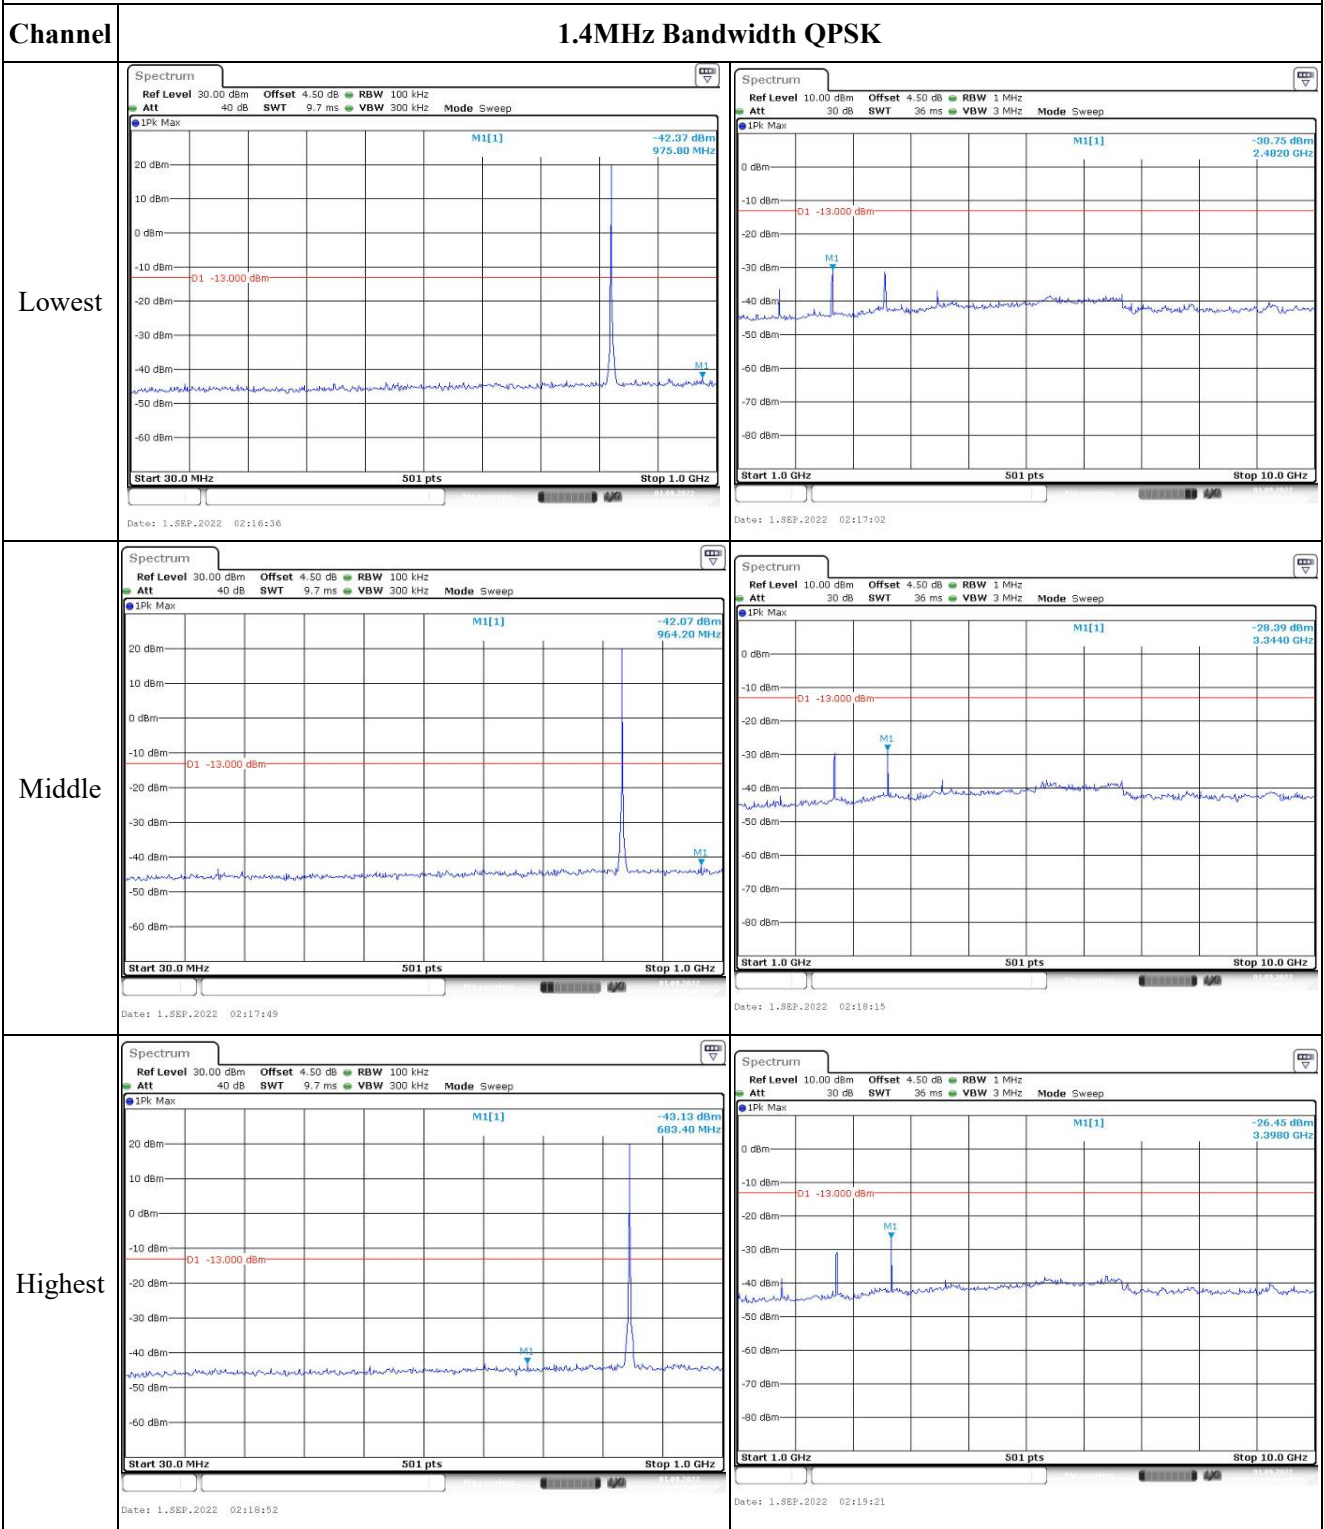 Channel 1.4MHz Bandwidth QPSK
Lowest
Spectrum
Ref Level 30.00 dBm Offset 4.50 dB RBW 100 kHz
Att 40 dB SWT 9.7 ms VBW 300 kHz Mode Sweep
1Pk Max
M1[1] -42.37 dBm
975.80 MHz
20 dBm
10 dBm
0 dBm
-10 dBm
D1 -13.000 dBm
-20 dBm
-30 dBm
-40 dBm
M1
-50 dBm
-60 dBm
Start 30.0 MHz 501 pts Stop 1.0 GHz
Date: 1.SEP.2022 02:16:36
Spectrum
Ref Level 10.00 dBm Offset 4.50 dB RBW 1 MHz
Att 30 dB SWT 36 ms VBW 3 MHz Mode Sweep
1Pk Max
M1[1] -30.75 dBm
2.4820 GHz
0 dBm
-10 dBm
D1 -13.000 dBm
-20 dBm
M1
-30 dBm
-40 dBm
-50 dBm
-60 dBm
-70 dBm
-80 dBm
Start 1.0 GHz 501 pts Stop 10.0 GHz
Date: 1.SEP.2022 02:17:02
Middle
Spectrum
Ref Level 30.00 dBm Offset 4.50 dB RBW 100 kHz
Att 40 dB SWT 9.7 ms VBW 300 kHz Mode Sweep
1Pk Max
M1[1] -42.07 dBm
964.20 MHz
20 dBm
10 dBm
0 dBm
-10 dBm
D1 -13.000 dBm
-20 dBm
-30 dBm
-40 dBm
M1
-50 dBm
-60 dBm
Start 30.0 MHz 501 pts Stop 1.0 GHz
Date: 1.SEP.2022 02:17:49
Spectrum
Ref Level 10.00 dBm Offset 4.50 dB RBW 1 MHz
Att 30 dB SWT 36 ms VBW 3 MHz Mode Sweep
1Pk Max
M1[1] -28.39 dBm
3.3440 GHz
0 dBm
-10 dBm
D1 -13.000 dBm
-20 dBm
M1
-30 dBm
-40 dBm
-50 dBm
-60 dBm
-70 dBm
-80 dBm
Start 1.0 GHz 501 pts Stop 10.0 GHz
Date: 1.SEP.2022 02:18:15
Highest
Spectrum
Ref Level 30.00 dBm Offset 4.50 dB RBW 100 kHz
Att 40 dB SWT 9.7 ms VBW 300 kHz Mode Sweep
1Pk Max
M1[1] -43.13 dBm
683.40 MHz
20 dBm
10 dBm
0 dBm
-10 dBm
D1 -13.000 dBm
-20 dBm
-30 dBm
-40 dBm
M1
-50 dBm
-60 dBm
Start 30.0 MHz 501 pts Stop 1.0 GHz
Date: 1.SEP.2022 02:18:52
Spectrum
Ref Level 10.00 dBm Offset 4.50 dB RBW 1 MHz
Att 30 dB SWT 36 ms VBW 3 MHz Mode Sweep
1Pk Max
M1[1] -26.45 dBm
3.3980 GHz
0 dBm
-10 dBm
D1 -13.000 dBm
-20 dBm
M1
-30 dBm
-40 dBm
-50 dBm
-60 dBm
-70 dBm
-80 dBm
Start 1.0 GHz 501 pts Stop 10.0 GHz
Date: 1.SEP.2022 02:19:21